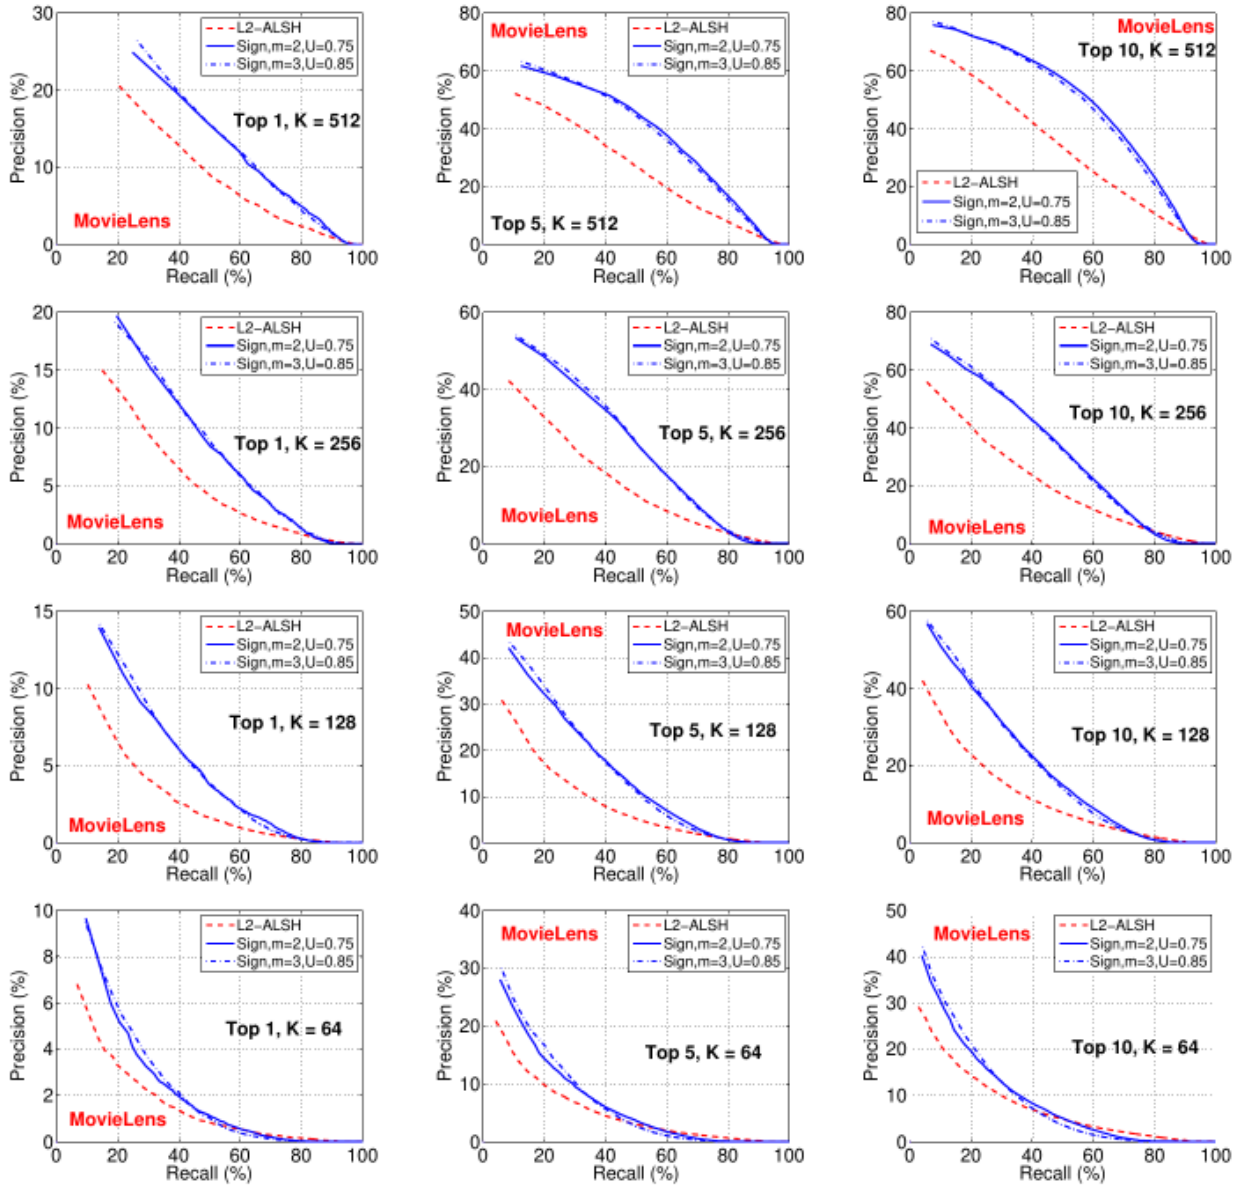 30
20
10
0
Precision (%)
L2-ALSH
Sign,m=2,U=0.75
Sign,m=3,U=0.85
Top 1, K = 512
MovieLens
0 20 40 60 80 100
Recall (%)
80
60
40
20
0
Precision (%)
MovieLens
L2-ALSH
Sign,m=2,U=0.75
Sign,m=3,U=0.85
Top 5, K = 512
0 20 40 60 80 100
Recall (%)
80
60
40
20
0
Precision (%)
MovieLens
Top 10, K = 512
L2-ALSH
Sign,m=2,U=0.75
Sign,m=3,U=0.85
0 20 40 60 80 100
Recall (%)
20
15
10
5
0
Precision (%)
L2-ALSH
Sign,m=2,U=0.75
Sign,m=3,U=0.85
Top 1, K = 256
MovieLens
0 20 40 60 80 100
Recall (%)
60
40
20
0
Precision (%)
L2-ALSH
Sign,m=2,U=0.75
Sign,m=3,U=0.85
Top 5, K = 256
MovieLens
0 20 40 60 80 100
Recall (%)
80
60
40
20
0
Precision (%)
L2-ALSH
Sign,m=2,U=0.75
Sign,m=3,U=0.85
Top 10, K = 256
MovieLens
0 20 40 60 80 100
Recall (%)
15
10
5
0
Precision (%)
L2-ALSH
Sign,m=2,U=0.75
Sign,m=3,U=0.85
Top 1, K = 128
MovieLens
0 20 40 60 80 100
Recall (%)
50
40
30
20
10
0
Precision (%)
MovieLens
L2-ALSH
Sign,m=2,U=0.75
Sign,m=3,U=0.85
Top 5, K = 128
0 20 40 60 80 100
Recall (%)
60
40
20
0
Precision (%)
L2-ALSH
Sign,m=2,U=0.75
Sign,m=3,U=0.85
Top 10, K = 128
MovieLens
0 20 40 60 80 100
Recall (%)
10
8
6
4
2
0
Precision (%)
L2-ALSH
Sign,m=2,U=0.75
Sign,m=3,U=0.85
Top 1, K = 64
MovieLens
0 20 40 60 80 100
Recall (%)
40
30
20
10
0
Precision (%)
MovieLens
L2-ALSH
Sign,m=2,U=0.75
Sign,m=3,U=0.85
Top 5, K = 64
0 20 40 60 80 100
Recall (%)
50
40
30
20
10
0
Precision (%)
MovieLens
L2-ALSH
Sign,m=2,U=0.75
Sign,m=3,U=0.85
Top 10, K = 64
0 20 40 60 80 100
Recall (%)